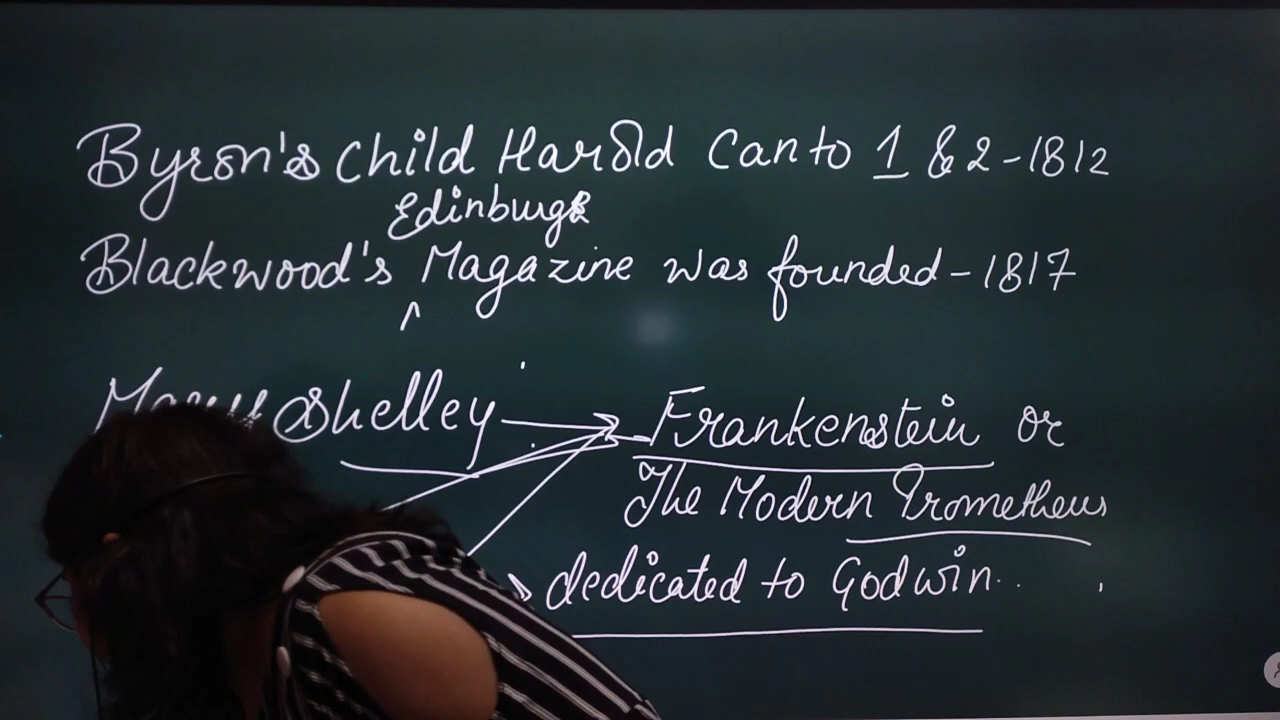 Byron's Child Harold Canto 1 & 2 - 1812
Edinburgh
Blackwood's Magazine was founded - 1817
Mary Shelley
Frankenstein or
The Modern Prometheus
dedicated to Godwin..